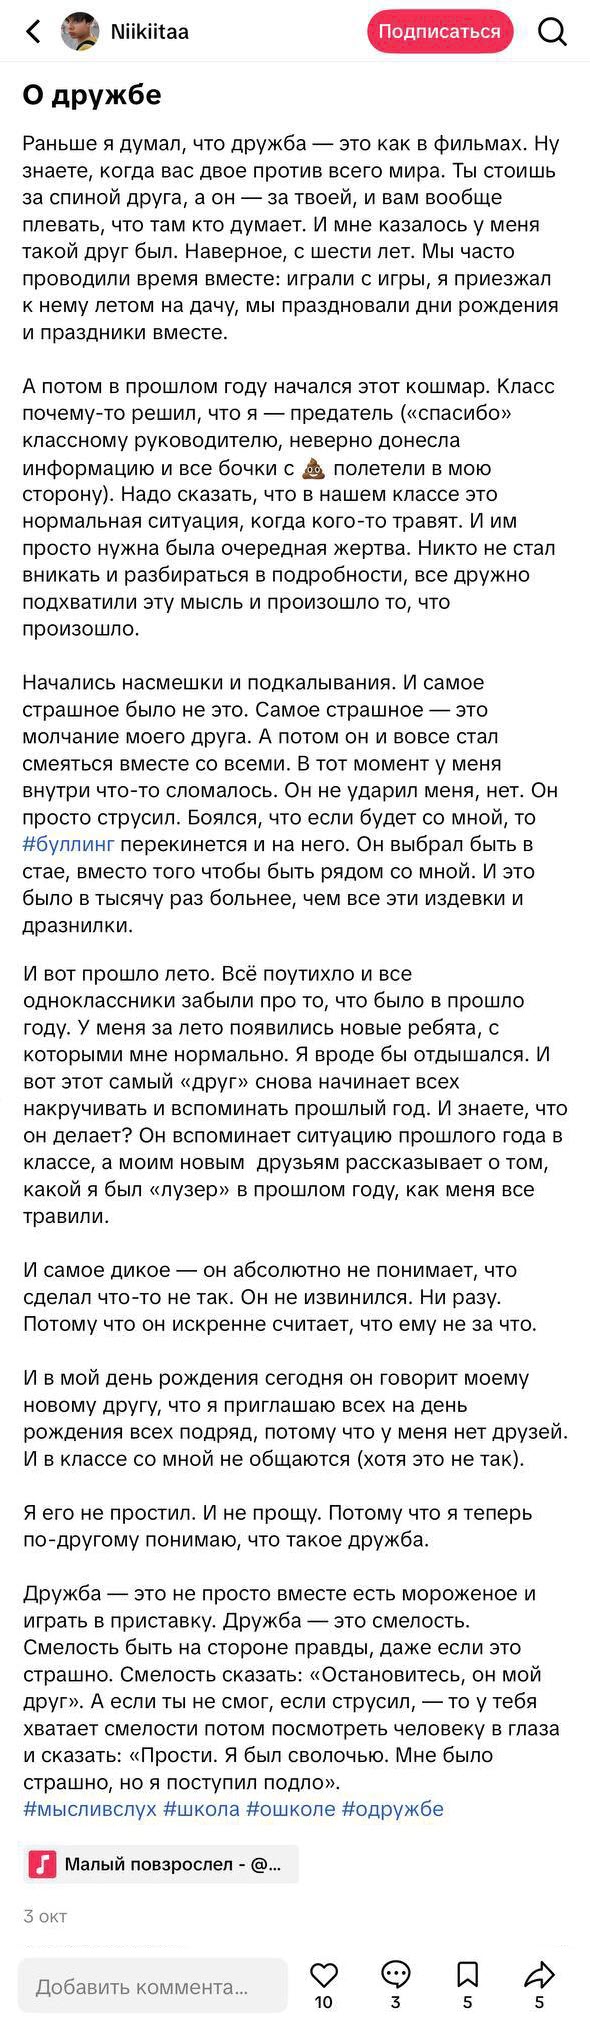 Niikiitaa
Подписаться
О дружбе
Раньше я думал, что дружба — это как в фильмах. Ну
знаете, когда вас двое против всего мира. Ты стоишь
за спиной друга, а он — за твоей, и вам вообще
плевать, что там кто думает. И мне казалось у меня
такой друг был. Наверное, с шести лет. Мы часто
проводили время вместе: играли с игры, я приезжал
к нему летом на дачу, мы праздновали дни рождения
и праздники вместе.
А потом в прошлом году начался этот кошмар. Класс
почему-то решил, что я — предатель («спасибо»
классному руководителю, неверно донесла
информацию и все бочки с 💩 полетели в мою
сторону). Надо сказать, что в нашем классе это
нормальная ситуация, когда кого-то травят. И им
просто нужна была очередная жертва. Никто не стал
вникать и разбираться в подробности, все дружно
подхватили эту мысль и произошло то, что
произошло.
Начались насмешки и подкалывания. И самое
страшное было не это. Самое страшное — это
молчание моего друга. А потом он и вовсе стал
смеяться вместе со всеми. В тот момент у меня
внутри что-то сломалось. Он не ударил меня, нет. Он
просто струсил. Боялся, что если будет со мной, то
#буллинг перекинется и на него. Он выбрал быть в
стае, вместо того чтобы быть рядом со мной. И это
было в тысячу раз больнее, чем все эти издевки и
дразнилки.
И вот прошло лето. Всё поутихло и все
одноклассники забыли про то, что было в прошло
году. У меня за лето появились новые ребята, с
которыми мне нормально. Я вроде бы отдышался. И
вот этот самый «друг» снова начинает всех
накручивать и вспоминать прошлый год. И знаете, что
он делает? Он вспоминает ситуацию прошлого года в
классе, а моим новым друзьям рассказывает о том,
какой я был «лузер» в прошлом году, как меня все
травили.
И самое дикое — он абсолютно не понимает, что
сделал что-то не так. Он не извинился. Ни разу.
Потому что он искренне считает, что ему не за что.
И в мой день рождения сегодня он говорит моему
новому другу, что я приглашаю всех на день
рождения всех подряд, потому что у меня нет друзей.
И в классе со мной не общаются (хотя это не так).
Я его не простил. И не прощу. Потому что я теперь
по-другому понимаю, что такое дружба.
Дружба — это не просто вместе есть мороженое и
играть в приставку. Дружба — это смелость.
Смелость быть на стороне правды, даже если это
страшно. Смелость сказать: «Остановитесь, он мой
друг». А если ты не смог, если струсил, — то у тебя
хватает смелости потом посмотреть человеку в глаза
и сказать: «Прости. Я был сволочью. Мне было
страшно, но я поступил подло».
#мысливслух #школа #ошколе #одружбе
Малый повзрослел - @...
3 окт
Добавить коммента...
10
3
5
5